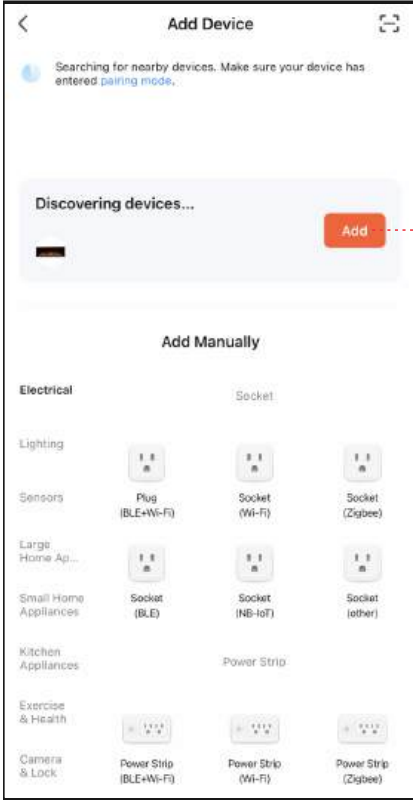 Add Device
Searching for nearby devices. Make sure your device has
entered pairing mode.
Discovering devices...
Add
Add Manually
Electrical
Socket
Lighting
Sensors
Plug
(BLE+Wi-Fi)
Socket
(Wi-Fi)
Socket
(Zigbee)
Large
Home Ap...
Small Home
Appliances
Socket
(BLE)
Socket
(NB-IoT)
Socket
(other)
Kitchen
Appliances
Power Strip
Exercise
& Health
Camera
& Lock
Power Strip
(BLE+Wi-Fi)
Power Strip
(Wi-Fi)
Power Strip
(Zigbee)